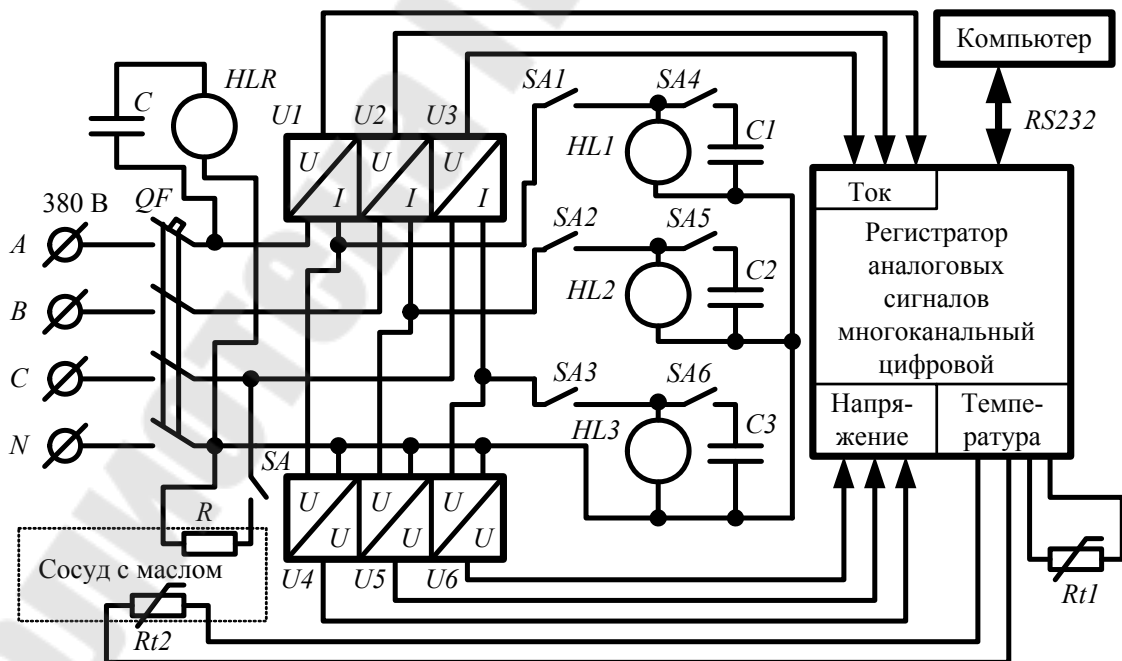 Компьютер
RS232
HLR
C
U1
U2
U3
SA1
SA4
HL1
C1
U
I
U
I
U
I
Ток
Регистратор
аналоговых
сигналов
многоканальный
цифровой
Напря-
жение
Темпе-
ратура
380 В
QF
A
B
C
N
SA2
SA5
HL2
C2
SA3
SA6
HL3
C3
SA
R
Сосуд с маслом
Rt2
U
U
U
U
U
U
U4
U5
U6
Rt1